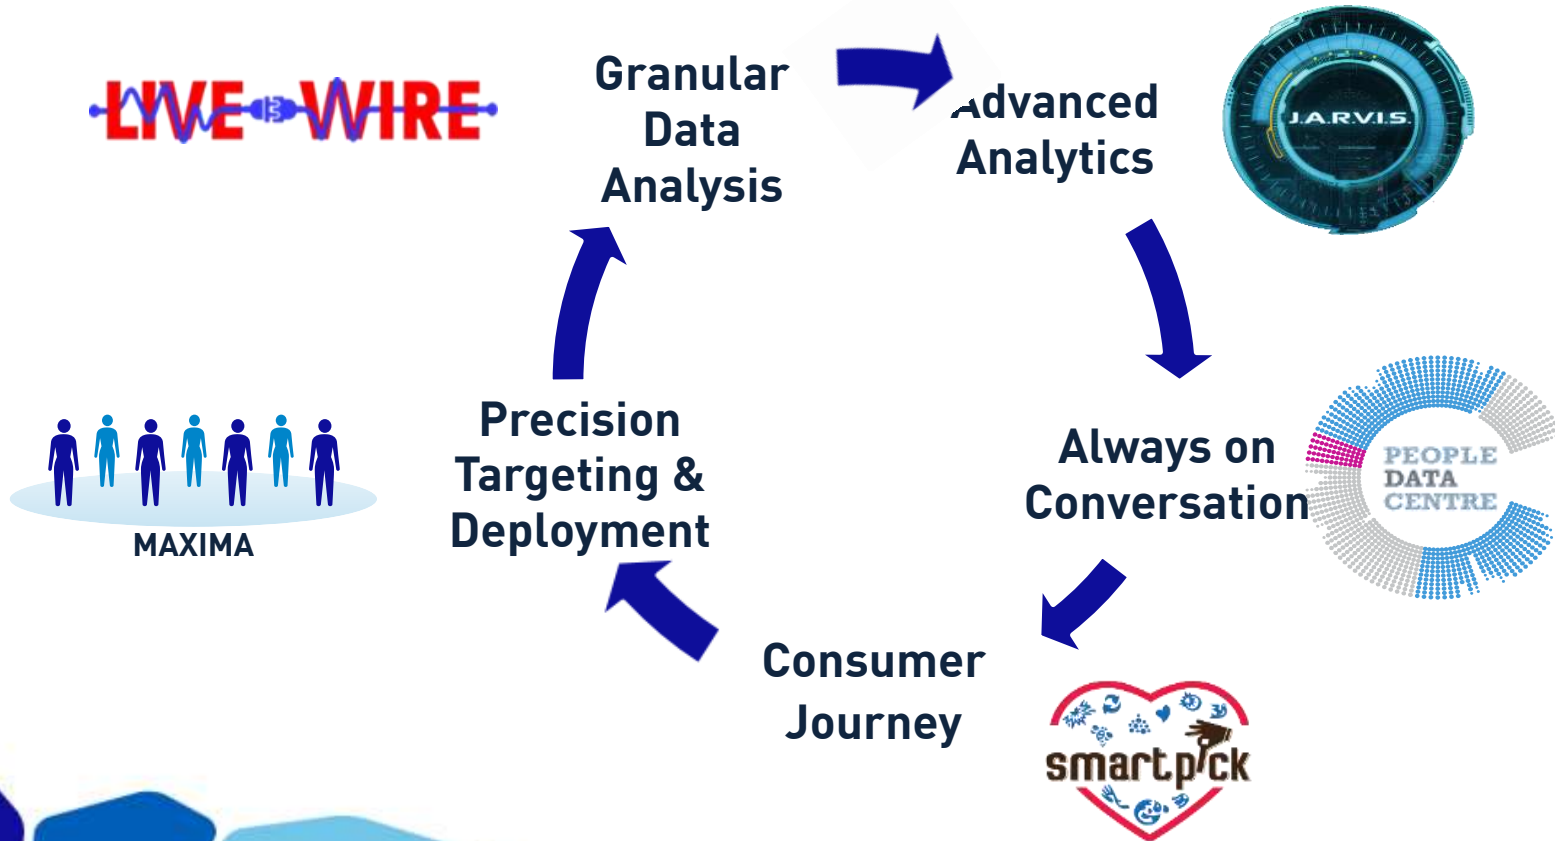 LIVE WIRE
Granular
Data
Analysis
Advanced
Analytics
J.A.R.V.I.S.
Always on
Conversation
PEOPLE
DATA
CENTRE
Consumer
Journey
smartpick
Precision
Targeting &
Deployment
MAXIMA